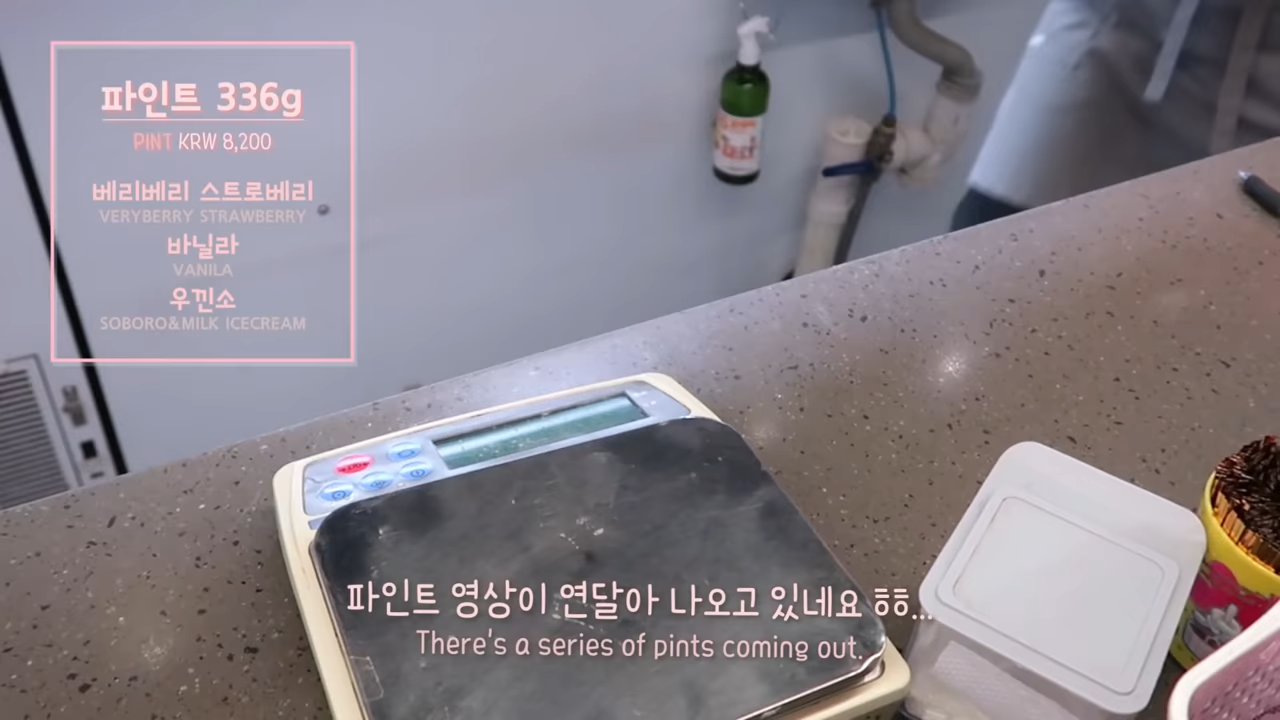 파인트 336g
PINT KRW 8,200
베리베리 스트로베리
VERYBERRY STRAWBERRY
바닐라
VANILA
우낀소
SOBORO&MILK ICECREAM
파인트 영상이 연달아 나오고 있네요 ㅎㅎ...
There's a series of pints coming out.